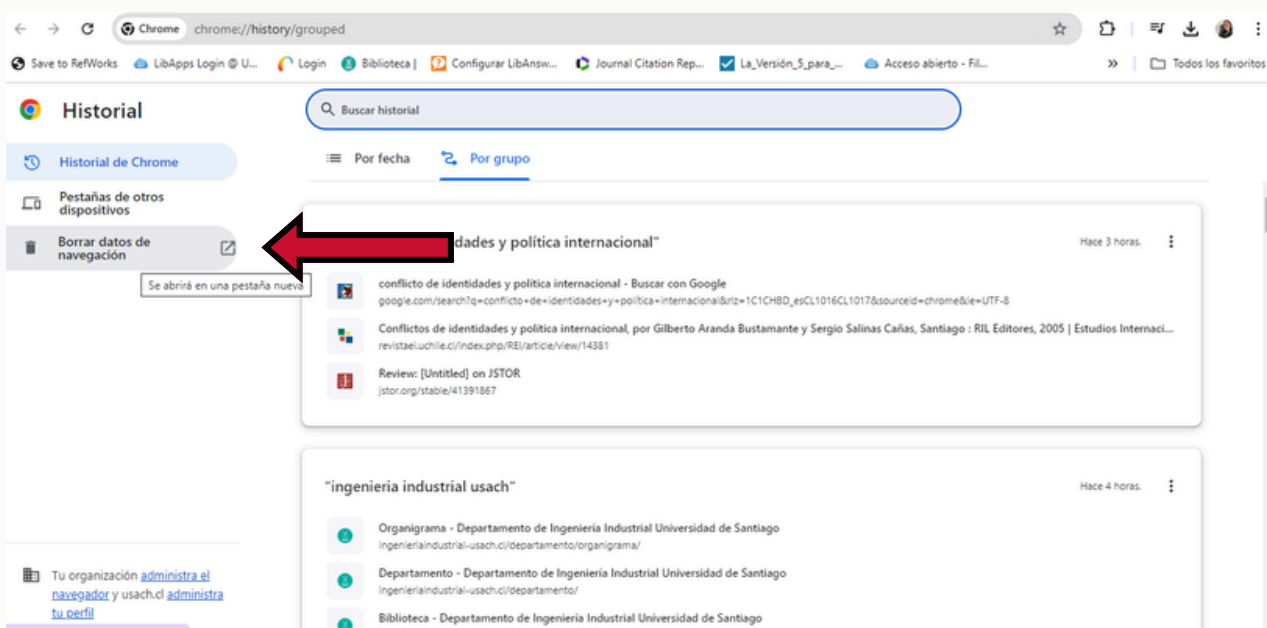 Chrome chrome://history/grouped
Save to RefWorks LibApps Login @ U... Login Biblioteca | Configurar LibAnsw... Journal Citation Rep... La_Versión_5_para_... Acceso abierto - Fil... » Todos los favoritos
Historial
Buscar historial
Historial de Chrome
Pestañas de otros
dispositivos
Borrar datos de
navegación
Se abrirá en una pestaña nueva
Tu organización administra el
navegador y usach.cl administra
tu perfil
Por fecha Por grupo
dades y política internacional" Hace 3 horas.
conflicto de identidades y política internacional - Buscar con Google
google.com/search?q=conflicto+de+identidades+y+política+internacional&rlz=1C1CHBD_esCL1016CL1017&sourceid=chrome&ie=UTF-8
Conflictos de identidades y política internacional, por Gilberto Aranda Bustamante y Sergio Salinas Cañas, Santiago : RIL Editores, 2005 | Estudios Internaci...
revistaei.uchile.cl/index.php/REI/article/view/14381
Review: [Untitled] on JSTOR
jstor.org/stable/41391867
"ingenieria industrial usach" Hace 4 horas.
Organigrama - Departamento de Ingeniería Industrial Universidad de Santiago
ingenieriaindustrial-usach.cl/departamento/organigrama/
Departamento - Departamento de Ingeniería Industrial Universidad de Santiago
ingenieriaindustrial-usach.cl/departamento/
Biblioteca - Departamento de Ingeniería Industrial Universidad de Santiago